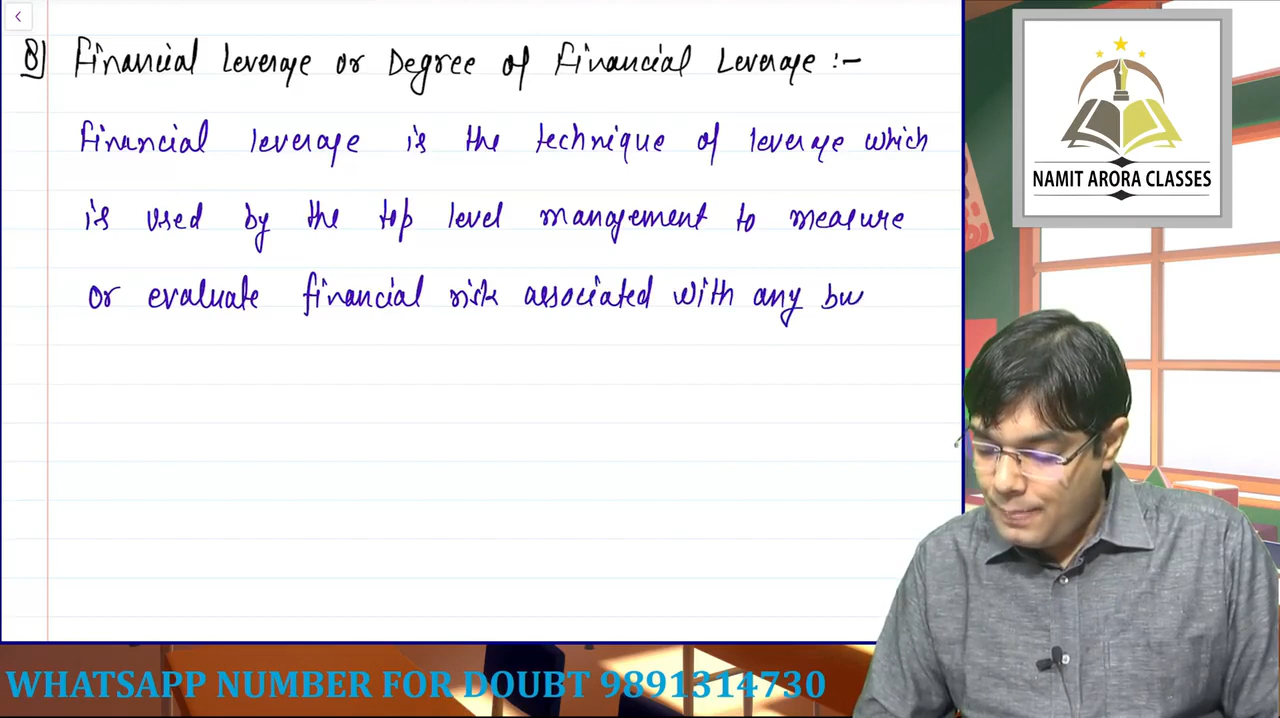 B] Financial Leverage or Degree of Financial Leverage :-
Financial leverage is the technique of leverage which
is used by the top level management to measure
or evaluate financial risk associated with any bu
NAMIT ARORA CLASSES
WHATSAPP NUMBER FOR DOUBT 9891314730